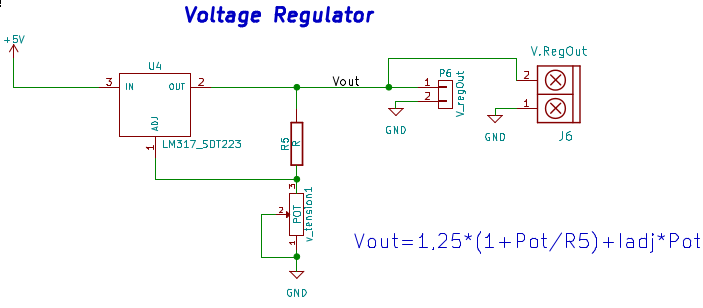 Voltage Regulator
+5V
U4
3 IN OUT 2
ADJ
1
LM317_SOT223
Vout
R5
R
3
POT
2
1
v_tension1
GND
P6
1
2
V_regOut
GND
V.RegOut
2
1
J6
GND
Vout=1,25*(1+Pot/R5)+Iadj*Pot